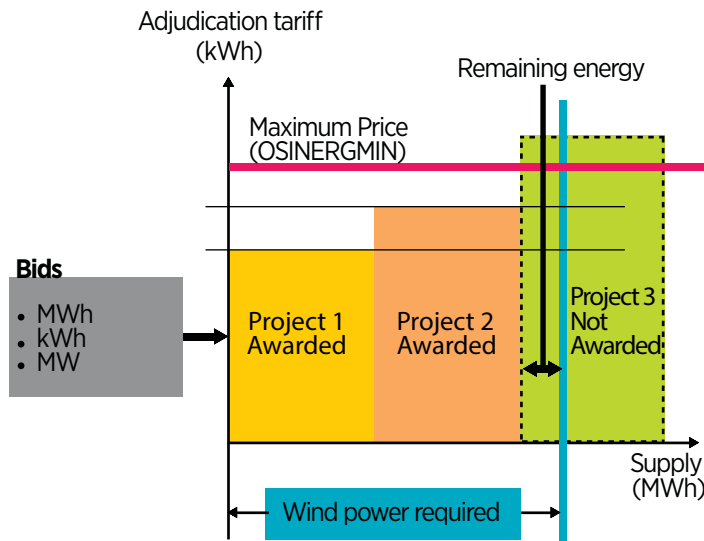 Adjudication tariff
(kWh)
Remaining energy
Maximum Price
(OSINERGMIN)
Bids
• MWh
• kWh
• MW
Project 1
Awarded
Project 2
Awarded
Project 3
Not
Awarded
Supply
(MWh)
Wind power required